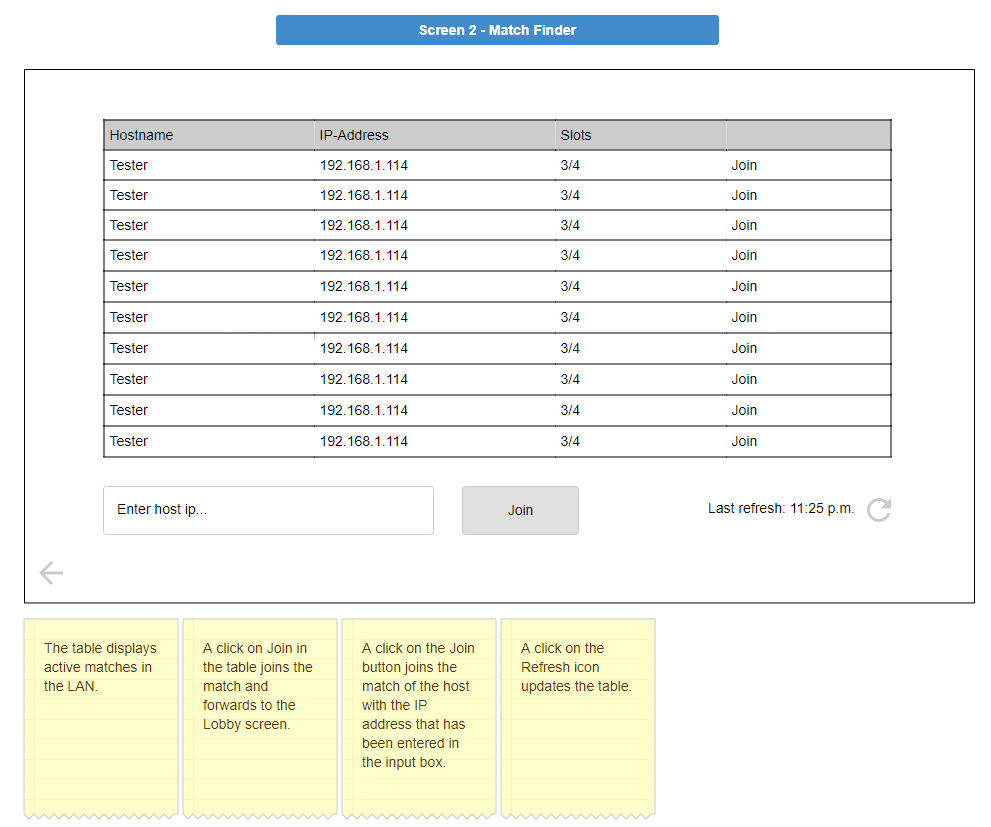 Screen 2 - Match Finder
Hostname IP-Address Slots
Tester 192.168.1.114 3/4 Join
Tester 192.168.1.114 3/4 Join
Tester 192.168.1.114 3/4 Join
Tester 192.168.1.114 3/4 Join
Tester 192.168.1.114 3/4 Join
Tester 192.168.1.114 3/4 Join
Tester 192.168.1.114 3/4 Join
Tester 192.168.1.114 3/4 Join
Tester 192.168.1.114 3/4 Join
Tester 192.168.1.114 3/4 Join
Enter host ip... Join Last refresh: 11:25 p.m.
The table displays
active matches in
the LAN.
A click on Join in
the table joins the
match and
forwards to the
Lobby screen.
A click on the Join
button joins the
match of the host
with the IP
address that has
been entered in
the input box.
A click on the
Refresh icon
updates the table.